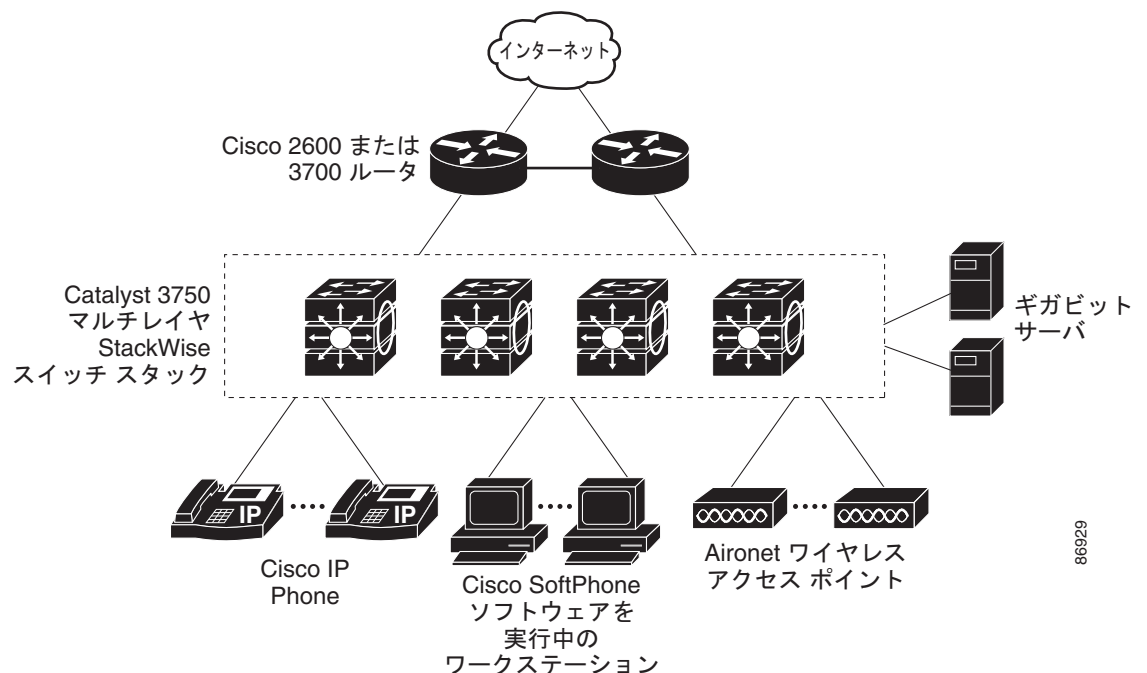 インターネット
Cisco 2600 または
3700 ルータ
Catalyst 3750
マルチレイヤ
StackWise
スイッチ スタック
ギガビット
サーバ
IP
IP
Cisco IP
Phone
Cisco SoftPhone
ソフトウェアを
実行中の
ワークステーション
Aironet ワイヤレス
アクセス ポイント
86929